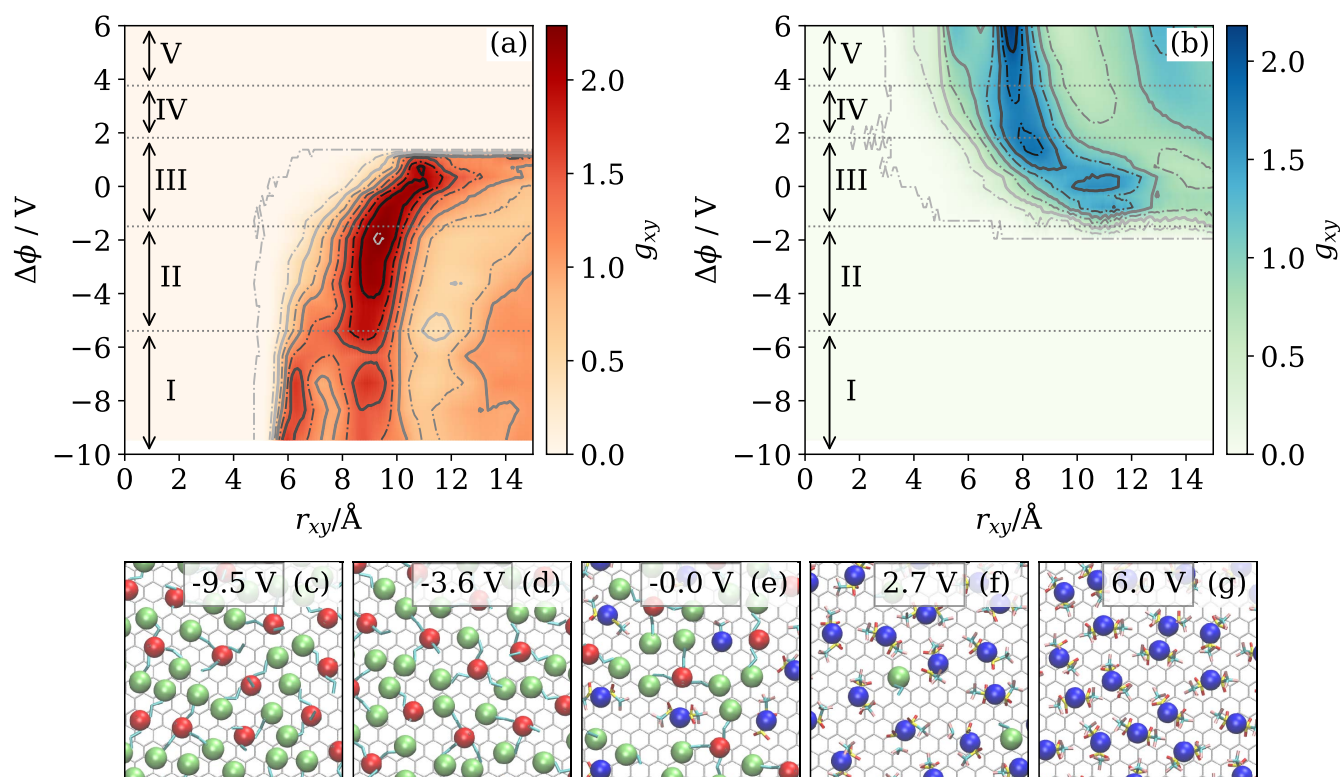 (a)
6
4
2
0
−2
−4
−6
−8
−10
V
IV
III
II
I
0 2 4 6 8 10 12 14
Δϕ / V
r_xy/Å
2.0
1.5
1.0
0.5
0.0
g_xy
(b)
6
4
2
0
−2
−4
−6
−8
−10
V
IV
III
II
I
0 2 4 6 8 10 12 14
Δϕ / V
r_xy/Å
2.0
1.5
1.0
0.5
0.0
g_xy
-9.5 V (c)
-3.6 V (d)
-0.0 V (e)
2.7 V (f)
6.0 V (g)